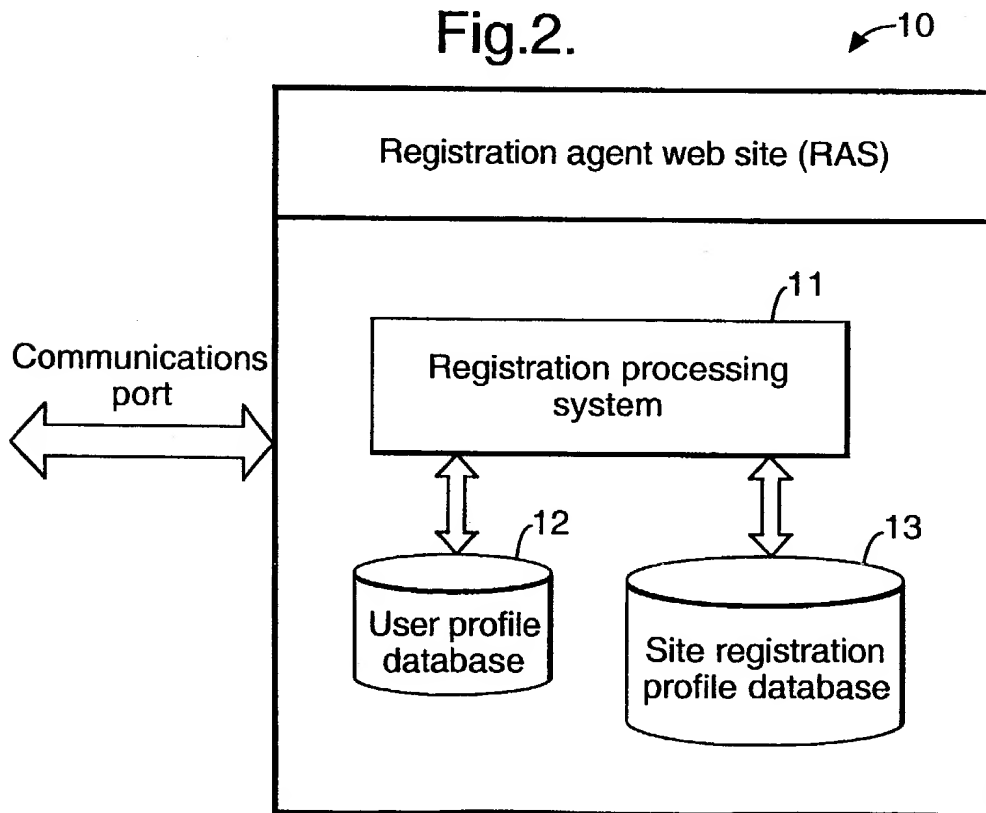 Fig.2.
10
Registration agent web site (RAS)
11
Registration processing
system
Communications
port
12
User profile
database
13
Site registration
profile database